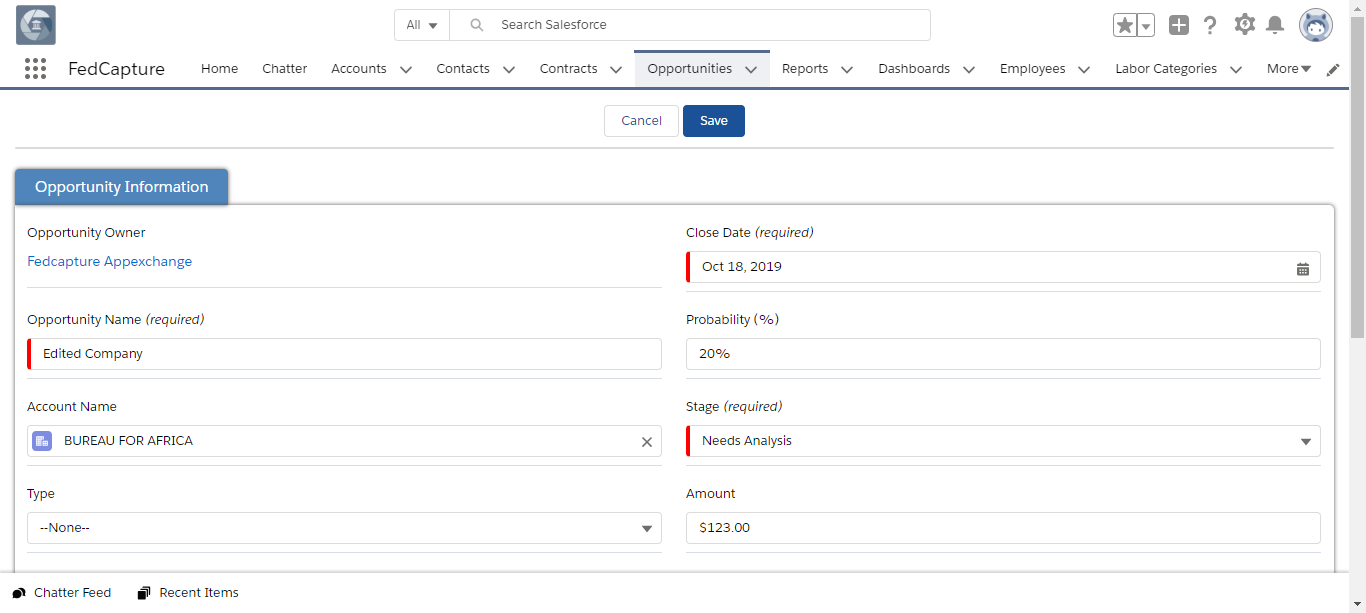 All Search Salesforce
FedCapture Home Chatter Accounts Contacts Contracts Opportunities Reports Dashboards Employees Labor Categories More
Cancel Save
Opportunity Information
Opportunity Owner
Fedcapture Appexchange
Close Date (required)
Oct 18, 2019
Opportunity Name (required)
Edited Company
Probability (%)
20%
Account Name
BUREAU FOR AFRICA
Stage (required)
Needs Analysis
Type
--None--
Amount
$123.00
Chatter Feed Recent Items